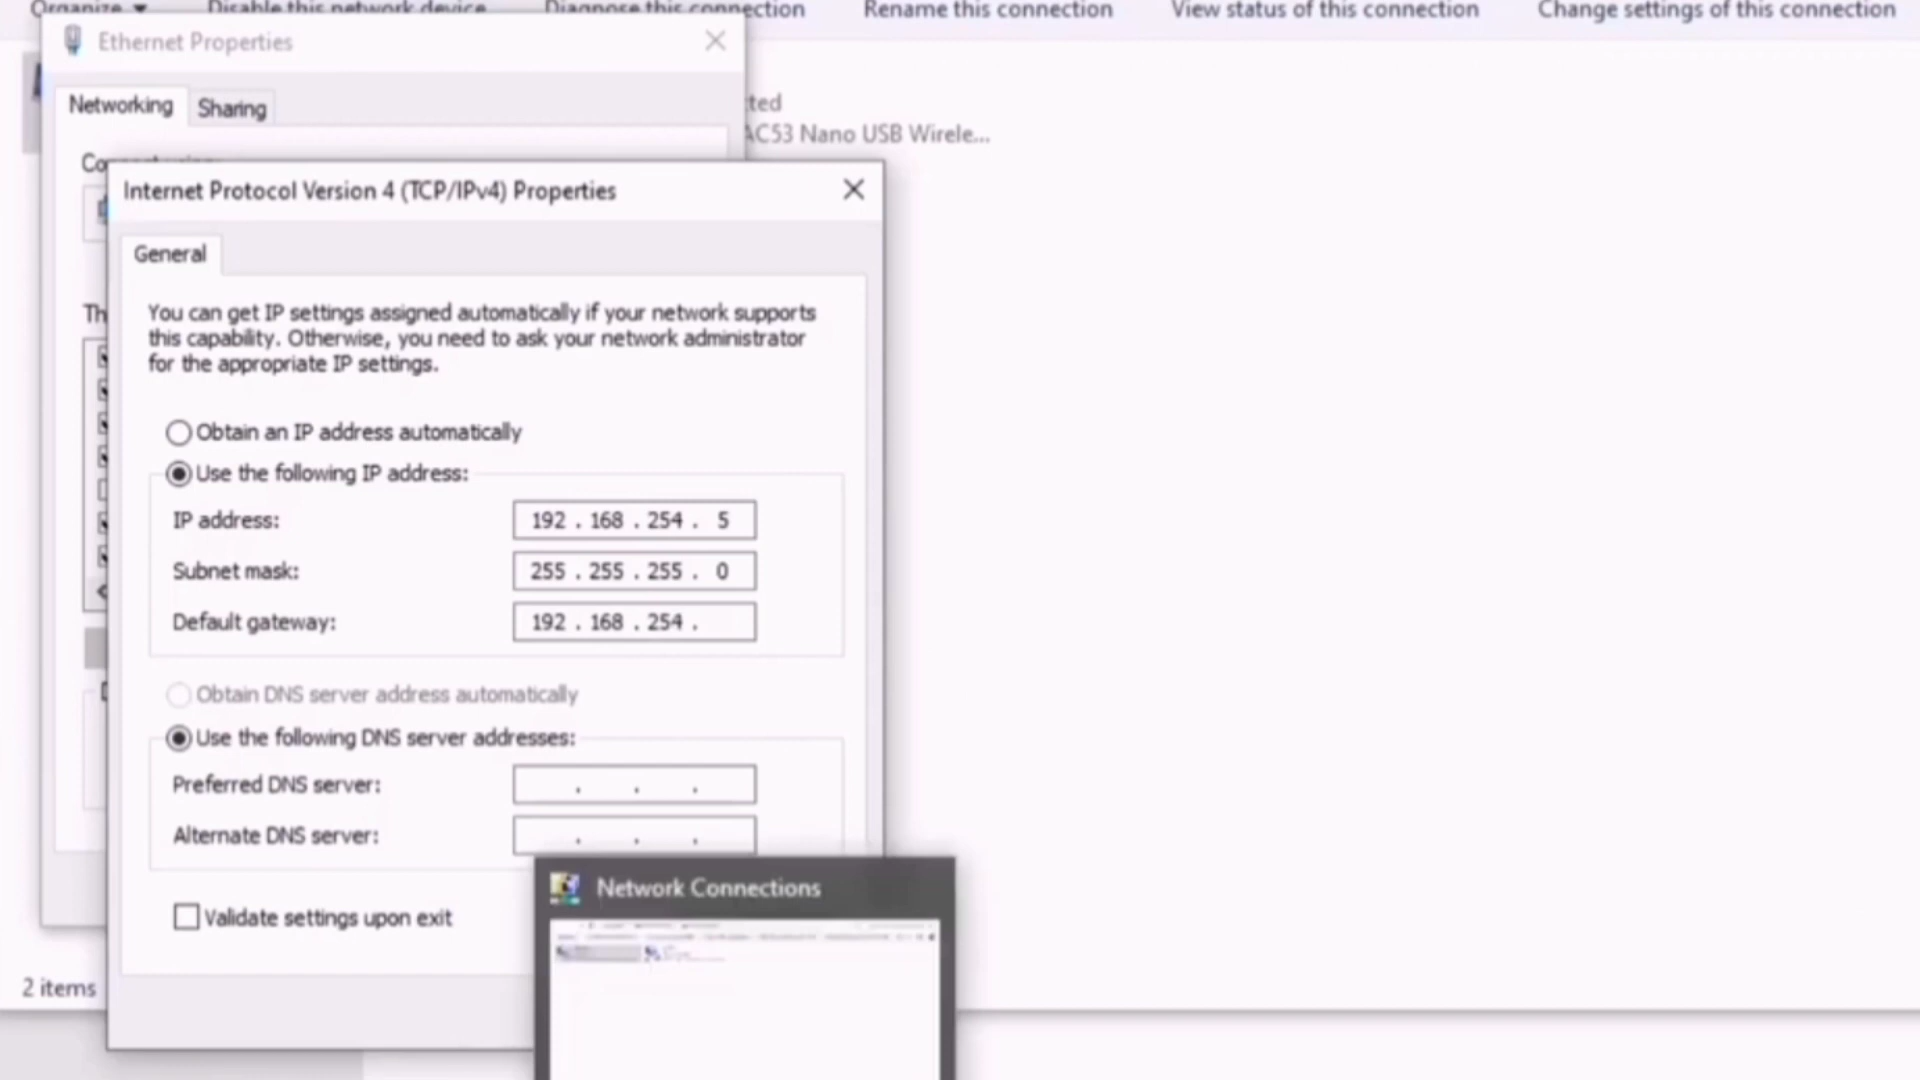 Organize
Disable this network device
Diagnose this connection
Rename this connection
View status of this connection
Change settings of this connection
Ethernet Properties
Networking
Sharing
AC53 Nano USB Wirele...
Internet Protocol Version 4 (TCP/IPv4) Properties
General
You can get IP settings assigned automatically if your network supports
this capability. Otherwise, you need to ask your network administrator
for the appropriate IP settings.
Obtain an IP address automatically
Use the following IP address:
IP address: 192 . 168 . 254 . 5
Subnet mask: 255 . 255 . 255 . 0
Default gateway: 192 . 168 . 254 .
Obtain DNS server address automatically
Use the following DNS server addresses:
Preferred DNS server: . . .
Alternate DNS server: . . .
Validate settings upon exit
Network Connections
2 items